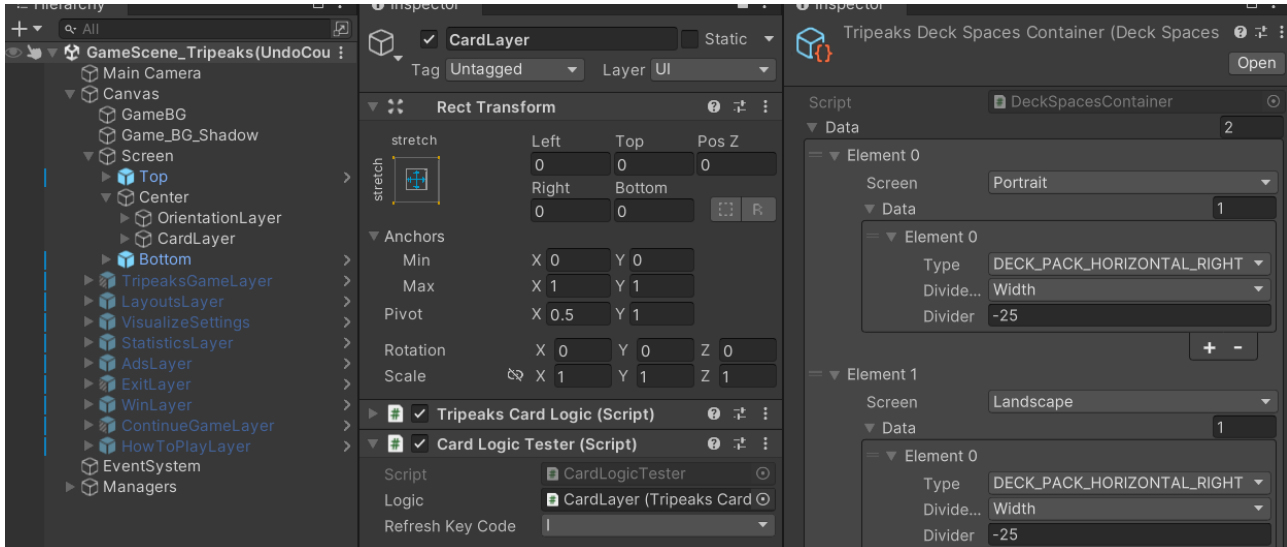 Hierarchy
All
GameScene_Tripeaks(UndoCou
Main Camera
Canvas
GameBG
Game_BG_Shadow
Screen
Top
Center
OrientationLayer
CardLayer
Bottom
TripeaksGameLayer
LayoutsLayer
VisualizeSettings
StatisticsLayer
AdsLayer
ExitLayer
WinLayer
ContinueGameLayer
HowToPlayLayer
EventSystem
Managers
Inspector
CardLayer Static
Tag Untagged Layer UI
Rect Transform
stretch Left Top Pos Z
stretch 0 0 0
Right Bottom
0 0 R
Anchors
Min X 0 Y 0
Max X 1 Y 1
Pivot X 0.5 Y 1
Rotation X 0 Y 0 Z 0
Scale X 1 Y 1 Z 1
# Tripeaks Card Logic (Script)
# Card Logic Tester (Script)
Script # CardLogicTester
Logic # CardLayer (Tripeaks Card
Refresh Key Code I
Inspector
Tripeaks Deck Spaces Container (Deck Spaces
Open
Script # DeckSpacesContainer
Data 2
Element 0
Screen Portrait
Data 1
Element 0
Type DECK_PACK_HORIZONTAL_RIGHT
Divide... Width
Divider -25
+ -
Element 1
Screen Landscape
Data 1
Element 0
Type DECK_PACK_HORIZONTAL_RIGHT
Divide... Width
Divider -25